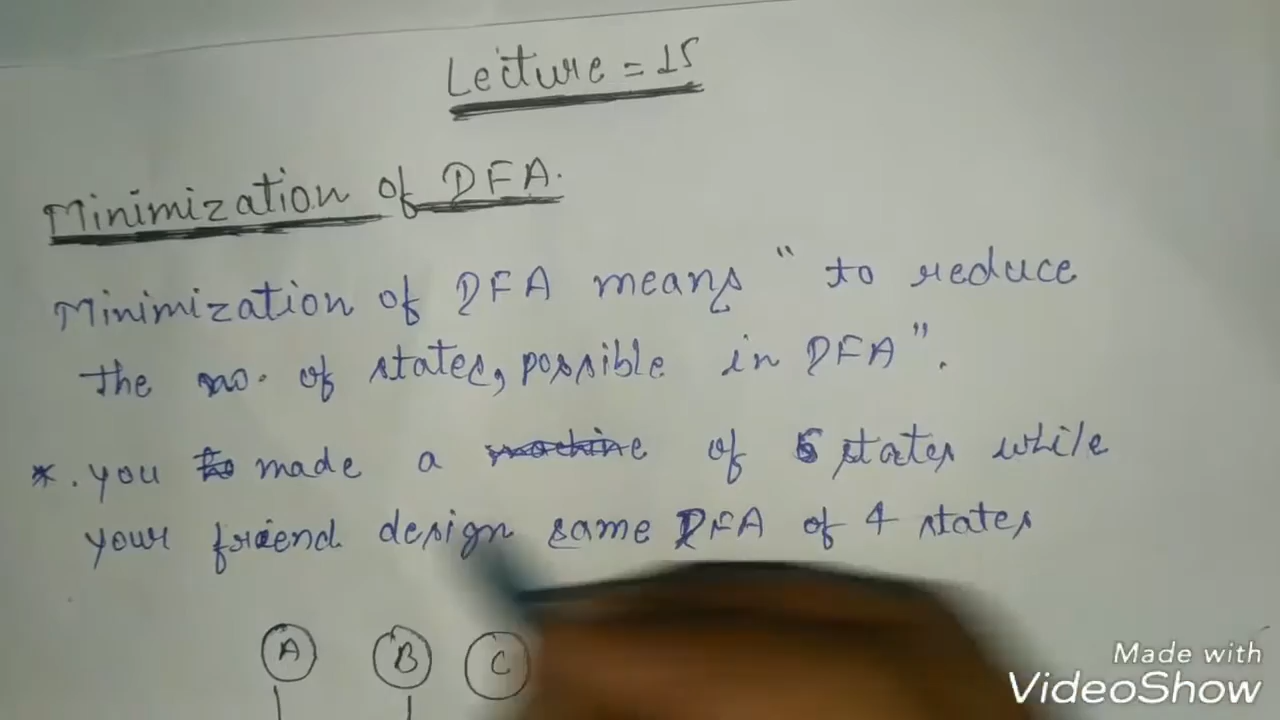 Lecture = 15
Minimization of DFA.
Minimization of DFA means " to reduce
the no. of states, possible in DFA".
*. you made a of 5 states while
your friend design same DFA of 4 states
A B C
Made with
VideoShow